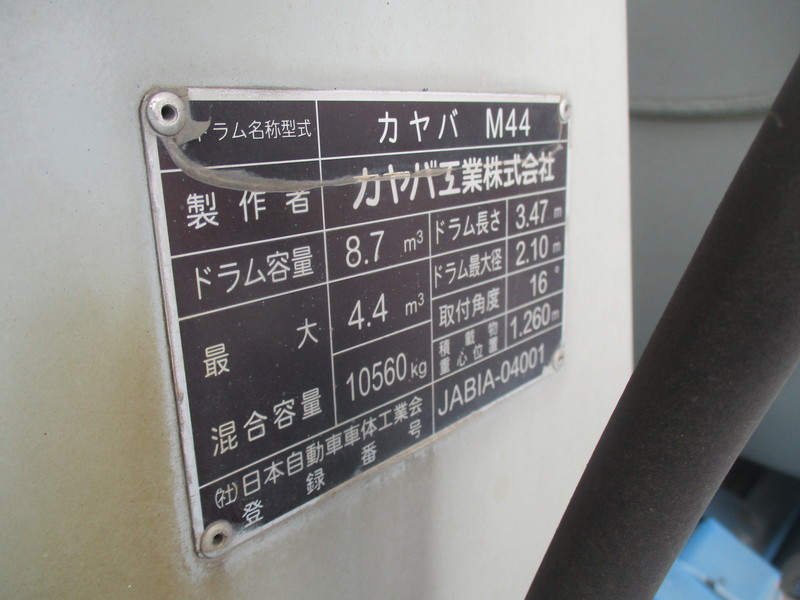 ドラム名称型式 カヤバ M44
製作者 カヤバ工業株式会社
ドラム容量 8.7 m³ ドラム長さ 3.47 m
ドラム最大径 2.10 m
最大混合容量 4.4 m³ 取付角度 16°
10560 kg 積載物重心位置 1.260 m
(社)日本自動車車体工業会登録番号 JABIA-04001